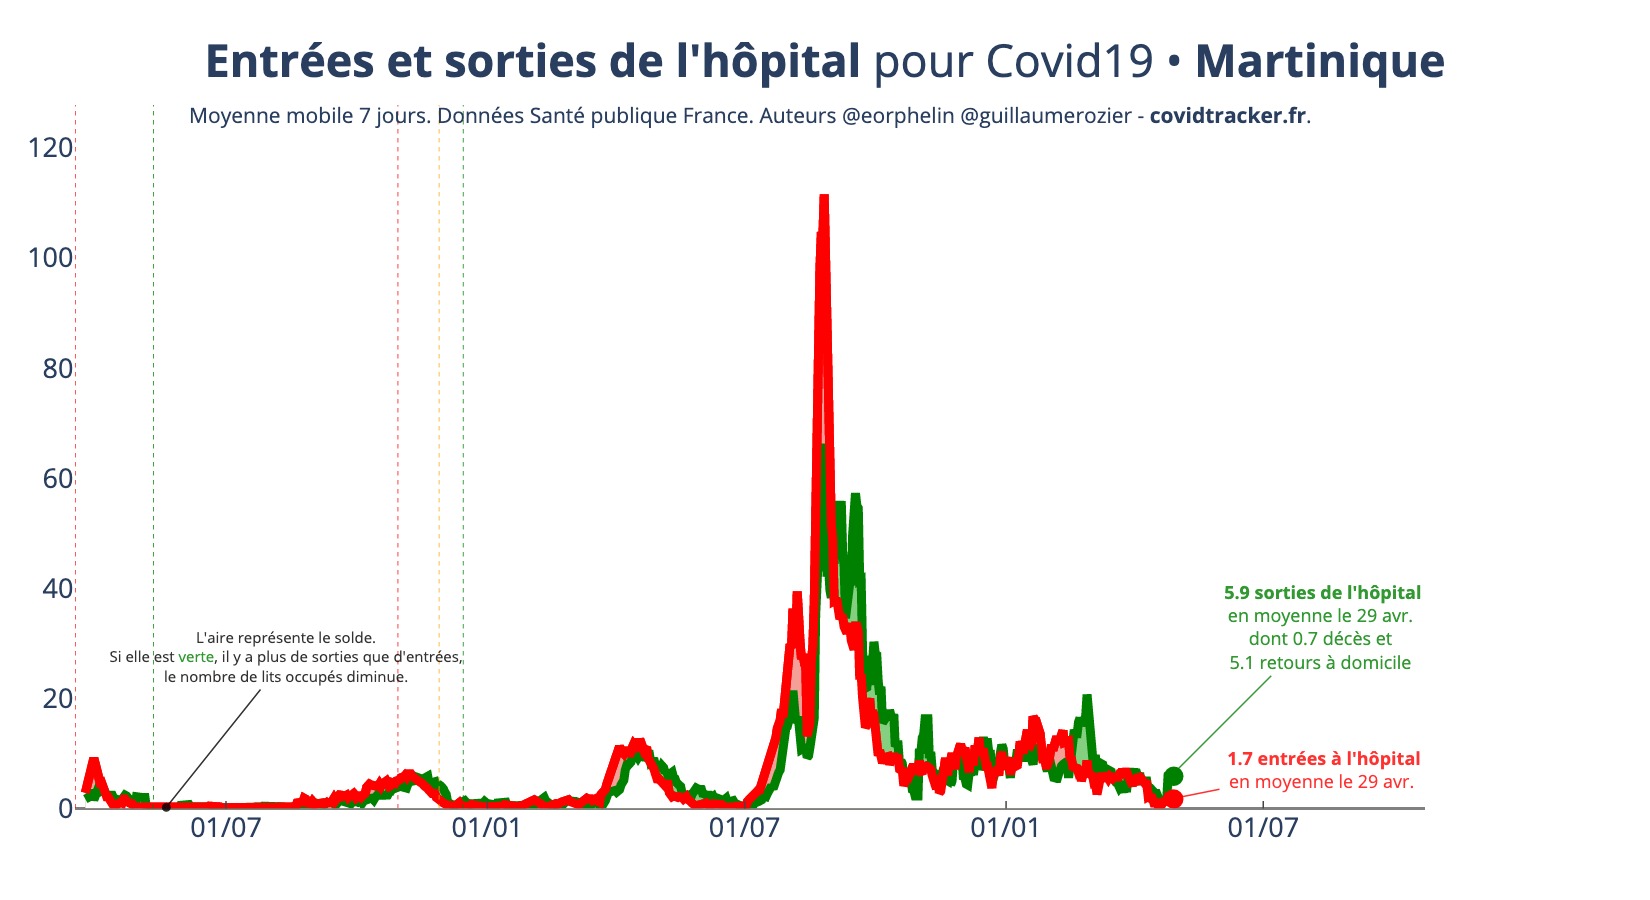 Entrées et sorties de l'hôpital pour Covid19 • Martinique
Moyenne mobile 7 jours. Données Santé publique France. Auteurs @eorphelin @guillaumerozier - covidtracker.fr.
120
100
80
60
40
20
0
L'aire représente le solde.
Si elle est verte, il y a plus de sorties que d'entrées,
le nombre de lits occupés diminue.
5.9 sorties de l'hôpital
en moyenne le 29 avr.
dont 0.7 décès et
5.1 retours à domicile
1.7 entrées à l'hôpital
en moyenne le 29 avr.
01/07
01/01
01/07
01/01
01/07